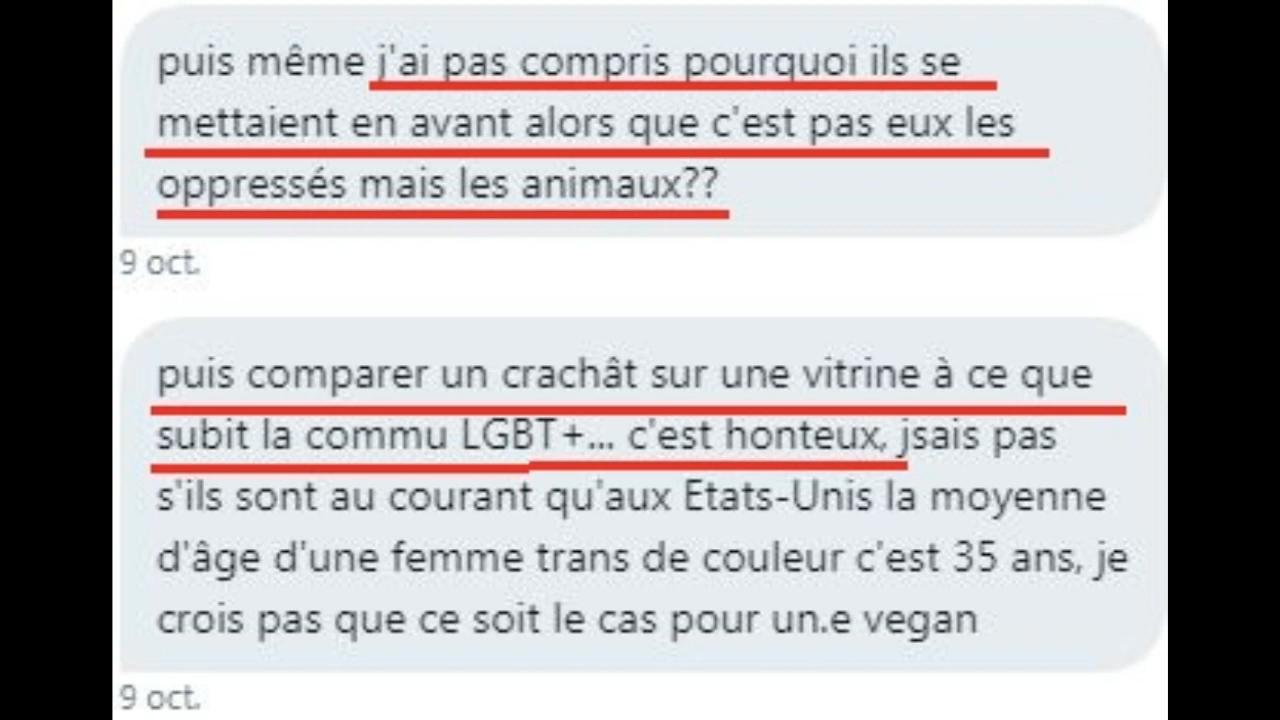 puis même j'ai pas compris pourquoi ils se
mettaient en avant alors que c'est pas eux les
oppressés mais les animaux??
9 oct.
puis comparer un crachât sur une vitrine à ce que
subit la commu LGBT+... c'est honteux, jsais pas
s'ils sont au courant qu'aux Etats-Unis la moyenne
d'âge d'une femme trans de couleur c'est 35 ans, je
crois pas que ce soit le cas pour un.e vegan
9 oct.